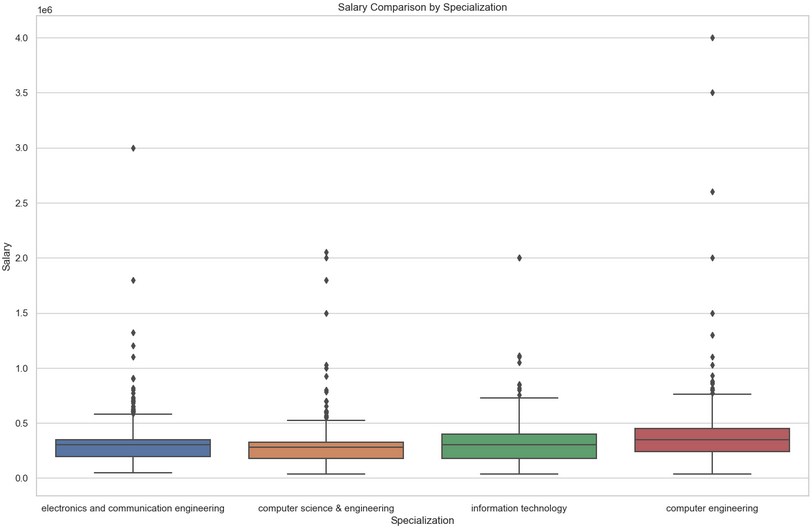 Salary Comparison by Specialization
1e6
4.0
3.5
3.0
2.5
2.0
1.5
1.0
0.5
0.0
Salary
electronics and communication engineering
computer science & engineering
information technology
computer engineering
Specialization